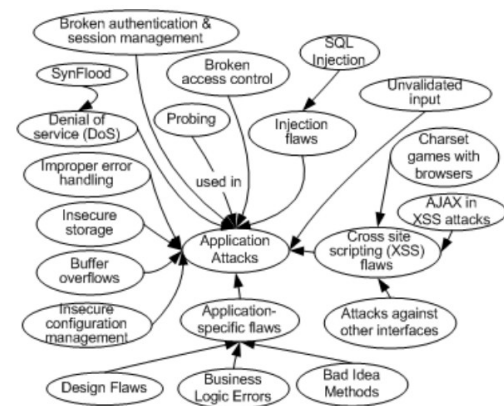 Broken authentication &
session management
SQL
Injection
SynFlood
Broken
access control
Unvalidated
input
Denial of
service (DoS)
Probing
Injection
flaws
Charset
games with
browsers
Improper error
handling
used in
AJAX in
XSS attacks
Insecure
storage
Application
Attacks
Cross site
scripting (XSS)
flaws
Buffer
overflows
Insecure
configuration
management
Application-
specific flaws
Attacks against
other interfaces
Design Flaws
Business
Logic Errors
Bad Idea
Methods